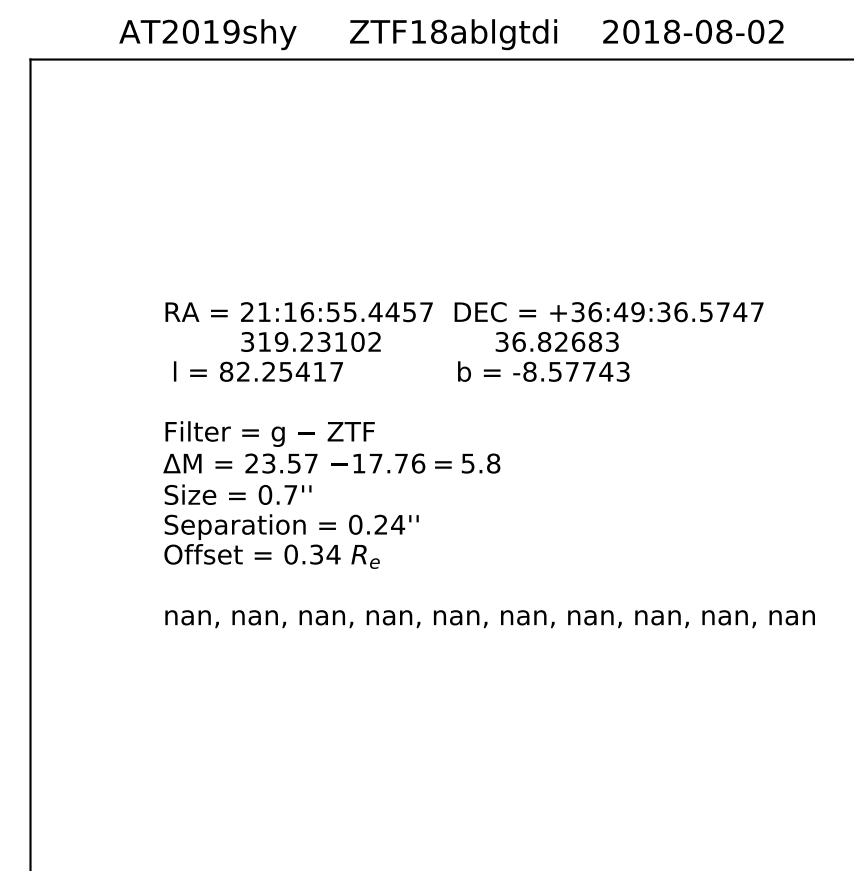 AT2019shy ZTF18ablgtdi 2018-08-02
RA = 21:16:55.4457 DEC = +36:49:36.5747
319.23102 36.82683
l = 82.25417 b = -8.57743
Filter = g − ZTF
ΔM = 23.57 −17.76 = 5.8
Size = 0.7''
Separation = 0.24''
Offset = 0.34 Re
nan, nan, nan, nan, nan, nan, nan, nan, nan, nan